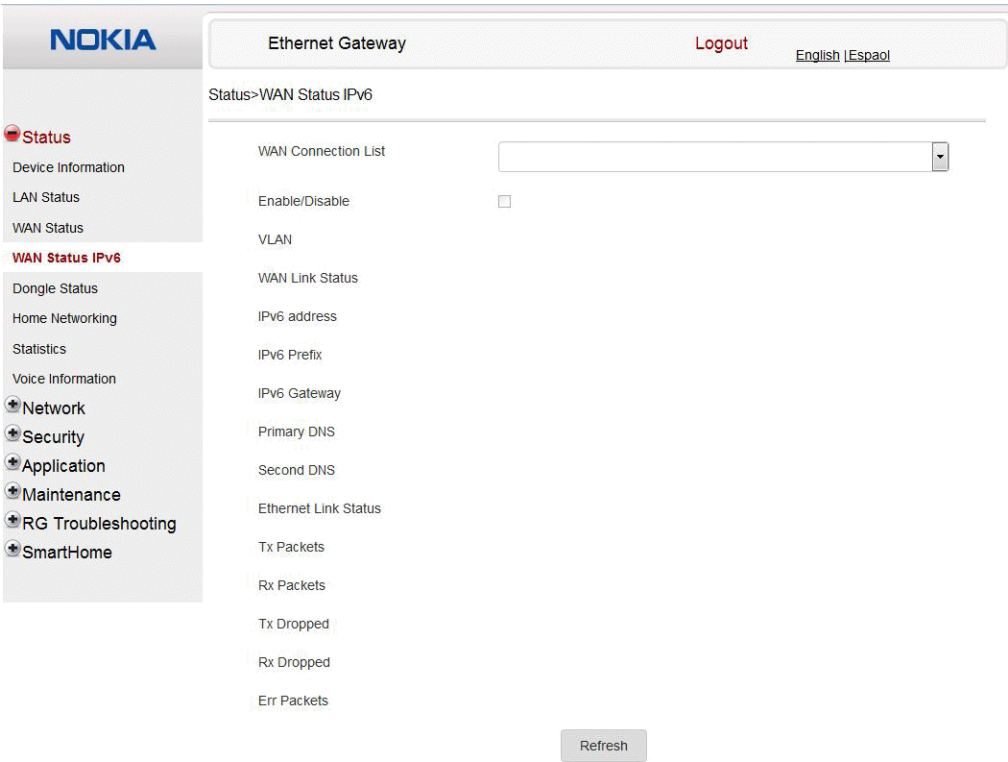 NOKIA
Ethernet Gateway
Logout
English |Espaol
Status>WAN Status IPv6
Status
Device Information
LAN Status
WAN Status
WAN Status IPv6
Dongle Status
Home Networking
Statistics
Voice Information
Network
Security
Application
Maintenance
RG Troubleshooting
SmartHome
WAN Connection List
Enable/Disable
VLAN
WAN Link Status
IPv6 address
IPv6 Prefix
IPv6 Gateway
Primary DNS
Second DNS
Ethernet Link Status
Tx Packets
Rx Packets
Tx Dropped
Rx Dropped
Err Packets
Refresh